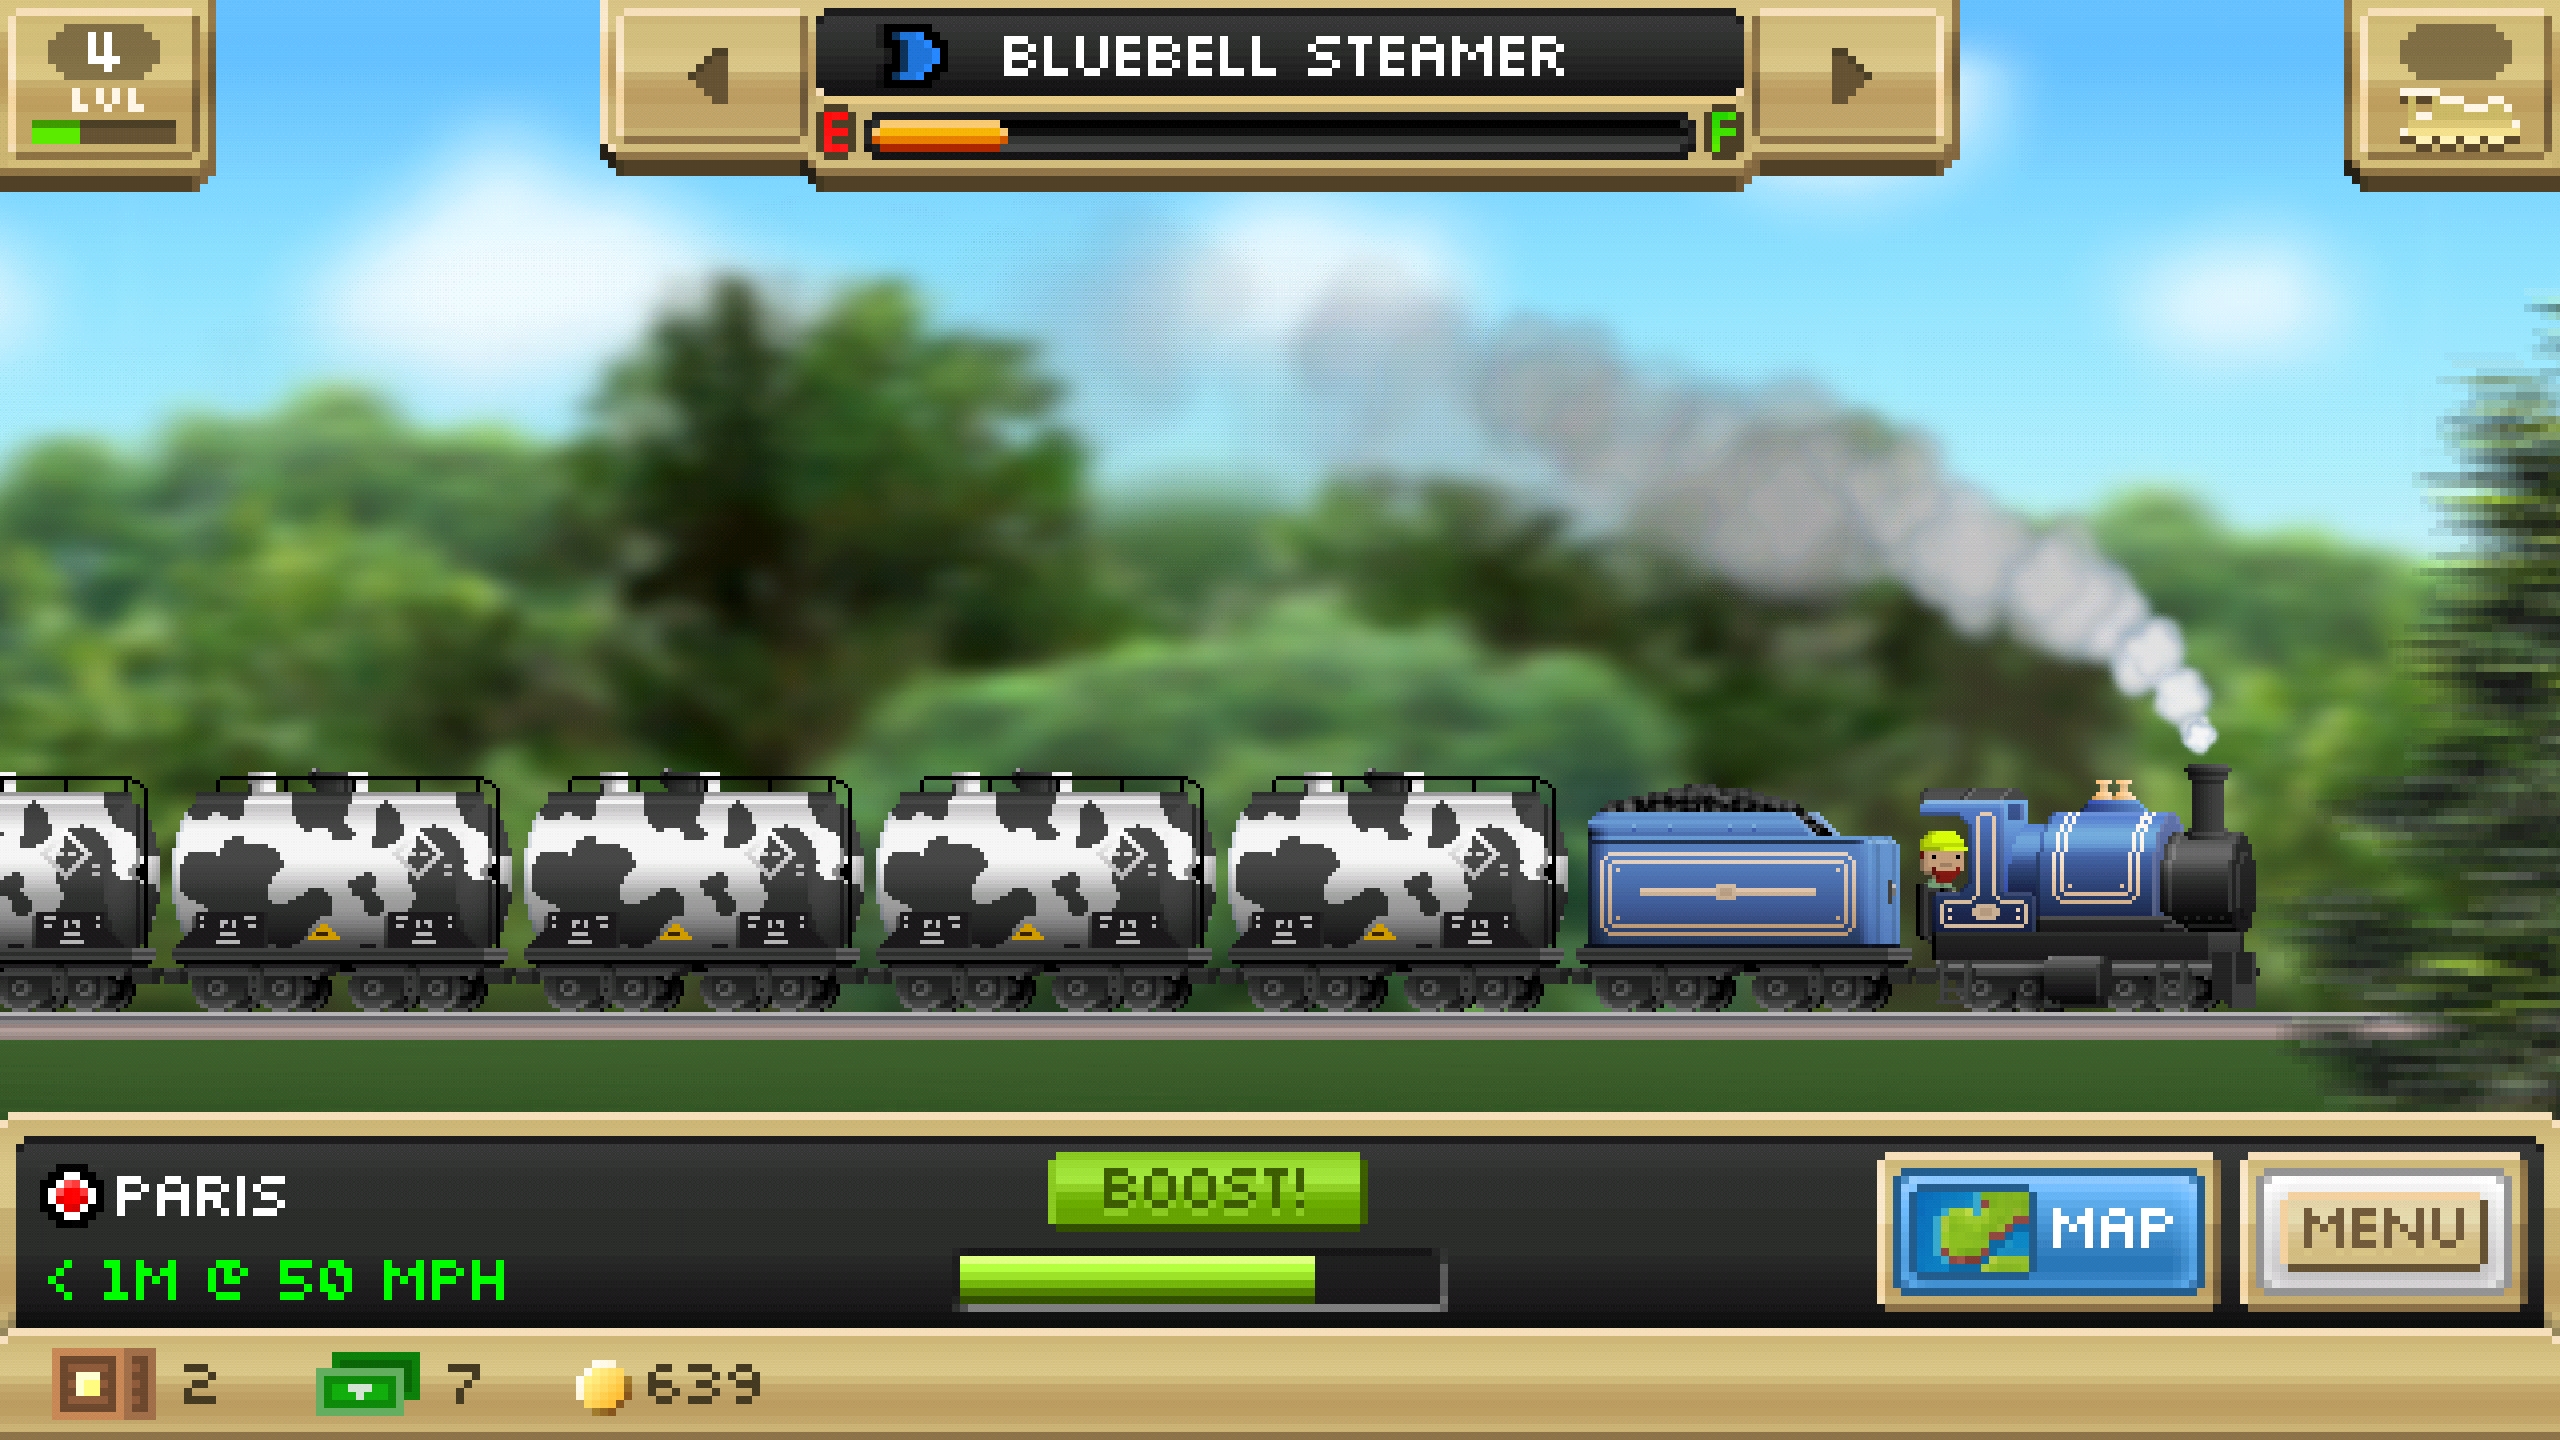 4
LVL
BLUEBELL STEAMER
E F
PARIS
< 1M @ 50 MPH
BOOST!
MAP
MENU
2
7
639